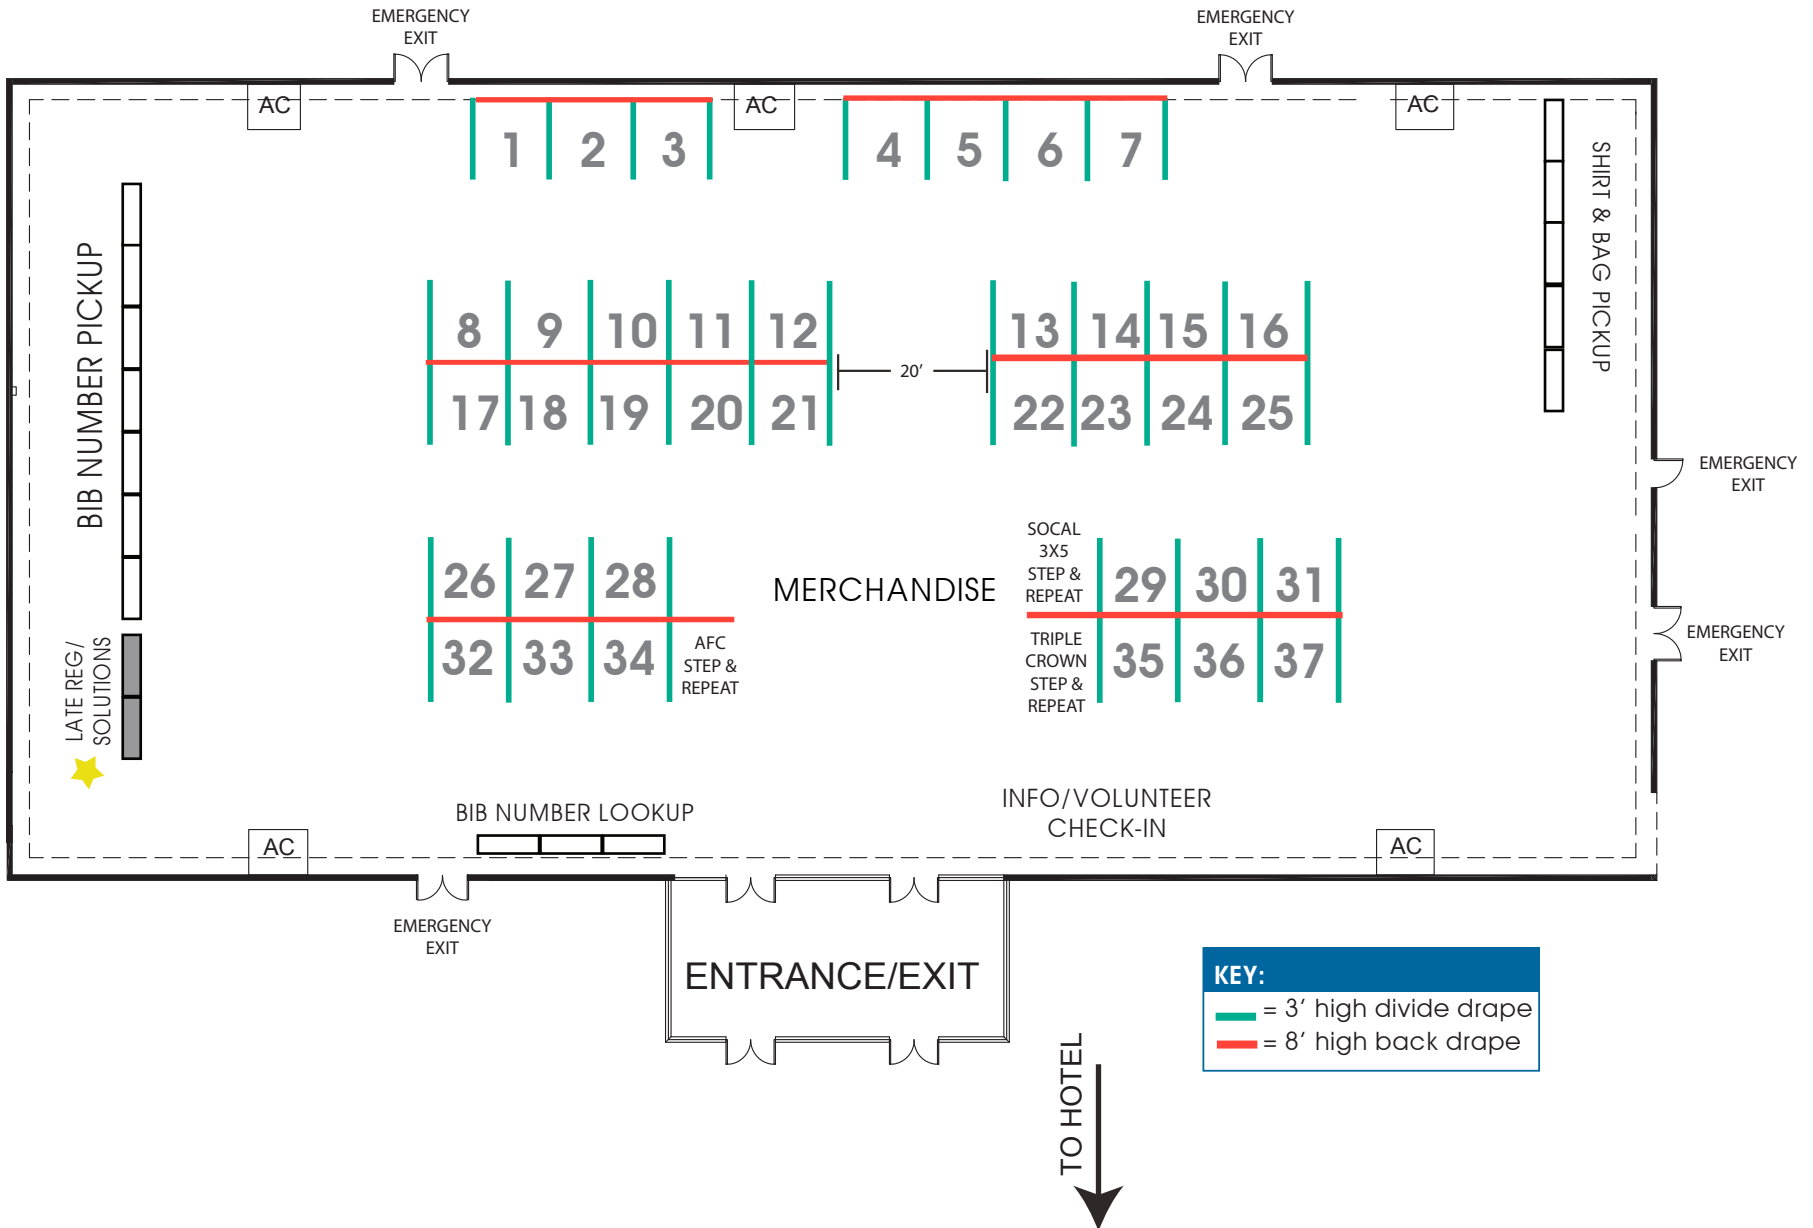 EMERGENCY
EXIT
EMERGENCY
EXIT
AC
AC
AC
1 2 3
4 5 6 7
SHIRT & BAG PICKUP
BIB NUMBER PICKUP
8 9 10 11 12
13 14 15 16
20’
17 18 19 20 21
22 23 24 25
EMERGENCY
EXIT
SOCAL
3X5
STEP &
REPEAT
26 27 28
MERCHANDISE
29 30 31
32 33 34
AFC
STEP &
REPEAT
TRIPLE
CROWN
STEP &
REPEAT
35 36 37
EMERGENCY
EXIT
LATE REG/
SOLUTIONS
BIB NUMBER LOOKUP
INFO/VOLUNTEER
CHECK-IN
AC
AC
EMERGENCY
EXIT
ENTRANCE/EXIT
KEY:
= 3’ high divide drape
= 8’ high back drape
TO HOTEL